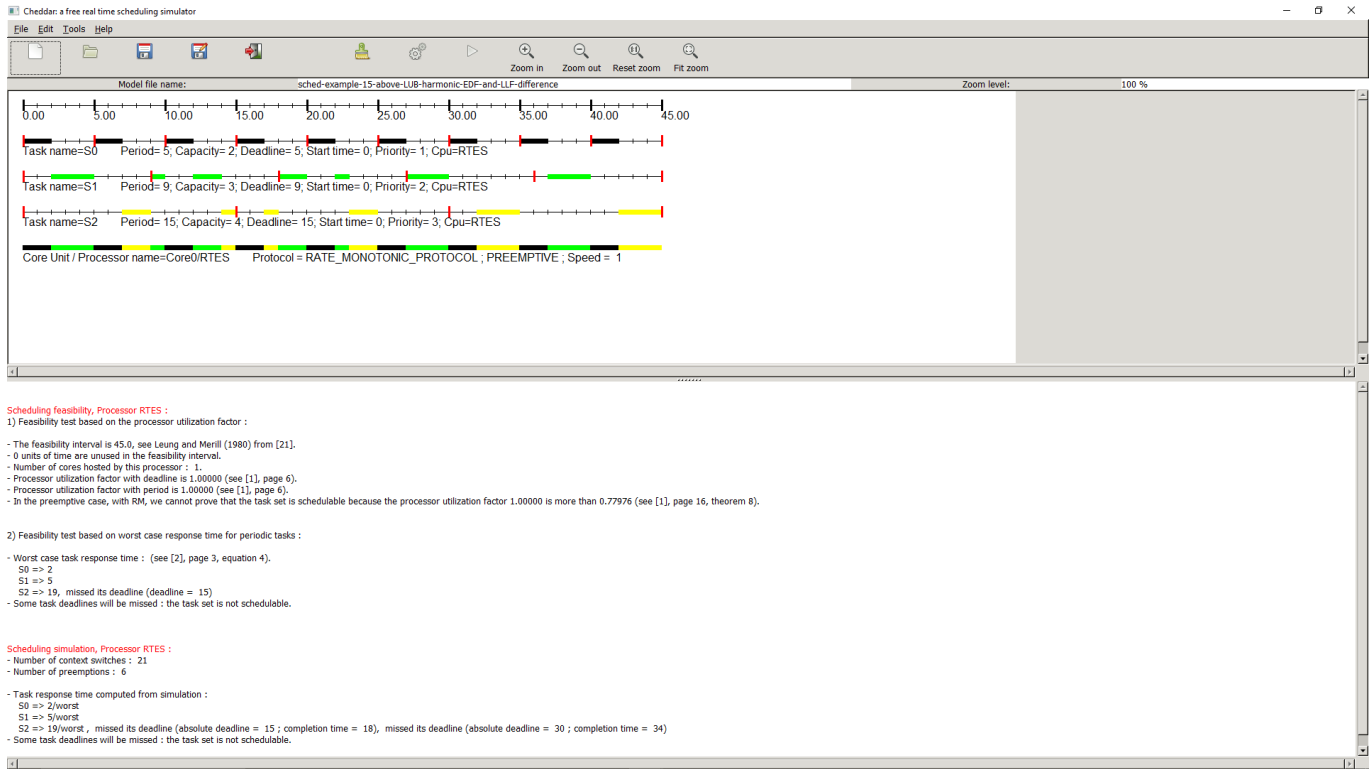 Cheddar: a free real time scheduling simulator
File Edit Tools Help
Zoom in Zoom out Reset zoom Fit zoom
Model file name: sched-example-15-above-LUB-harmonic-EDF-and-LLF-difference Zoom level: 100 %
0.00 5.00 10.00 15.00 20.00 25.00 30.00 35.00 40.00 45.00
Task name=S0 Period= 5; Capacity= 2; Deadline= 5; Start time= 0; Priority= 1; Cpu=RTES
Task name=S1 Period= 9; Capacity= 3; Deadline= 9; Start time= 0; Priority= 2; Cpu=RTES
Task name=S2 Period= 15; Capacity= 4; Deadline= 15; Start time= 0; Priority= 3; Cpu=RTES
Core Unit / Processor name=Core0/RTES Protocol = RATE_MONOTONIC_PROTOCOL ; PREEMPTIVE ; Speed = 1
Scheduling feasibility, Processor RTES :
1) Feasibility test based on the processor utilization factor :
- The feasibility interval is 45.0, see Leung and Merill (1980) from [21].
- 0 units of time are unused in the feasibility interval.
- Number of cores hosted by this processor : 1.
- Processor utilization factor with deadline is 1.00000 (see [1], page 6).
- Processor utilization factor with period is 1.00000 (see [1], page 6).
- In the preemptive case, with RM, we cannot prove that the task set is schedulable because the processor utilization factor 1.00000 is more than 0.77976 (see [1], page 16, theorem 8).
2) Feasibility test based on worst case response time for periodic tasks :
- Worst case task response time : (see [2], page 3, equation 4).
S0 => 2
S1 => 5
S2 => 19, missed its deadline (deadline = 15)
- Some task deadlines will be missed : the task set is not schedulable.
Scheduling simulation, Processor RTES :
- Number of context switches : 21
- Number of preemptions : 6
- Task response time computed from simulation :
S0 => 2/worst
S1 => 5/worst
S2 => 19/worst , missed its deadline (absolute deadline = 15 ; completion time = 18), missed its deadline (absolute deadline = 30 ; completion time = 34)
- Some task deadlines will be missed : the task set is not schedulable.